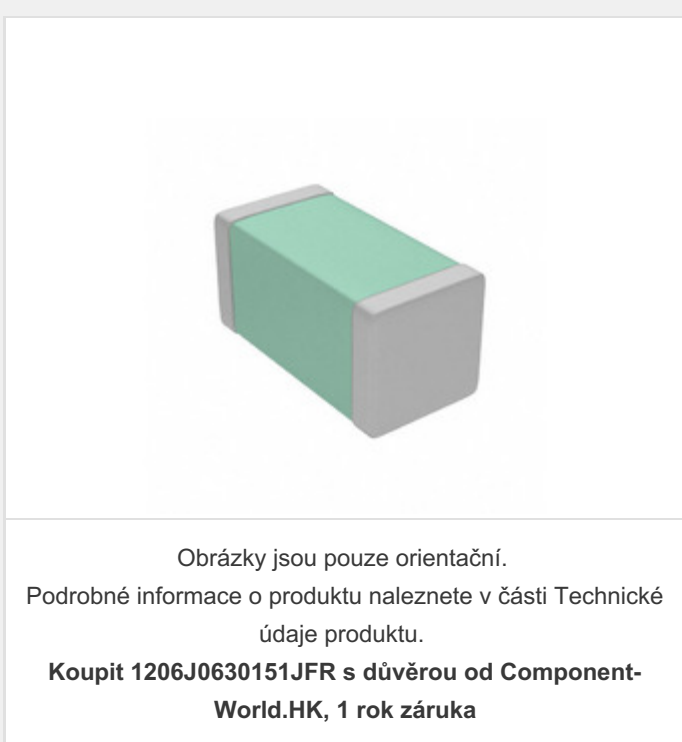 Obrázky jsou pouze orientační.
Podrobné informace o produktu naleznete v části Technické
údaje produktu.
Koupit 1206J0630151JFR s důvěrou od Component-
World.HK, 1 rok záruka